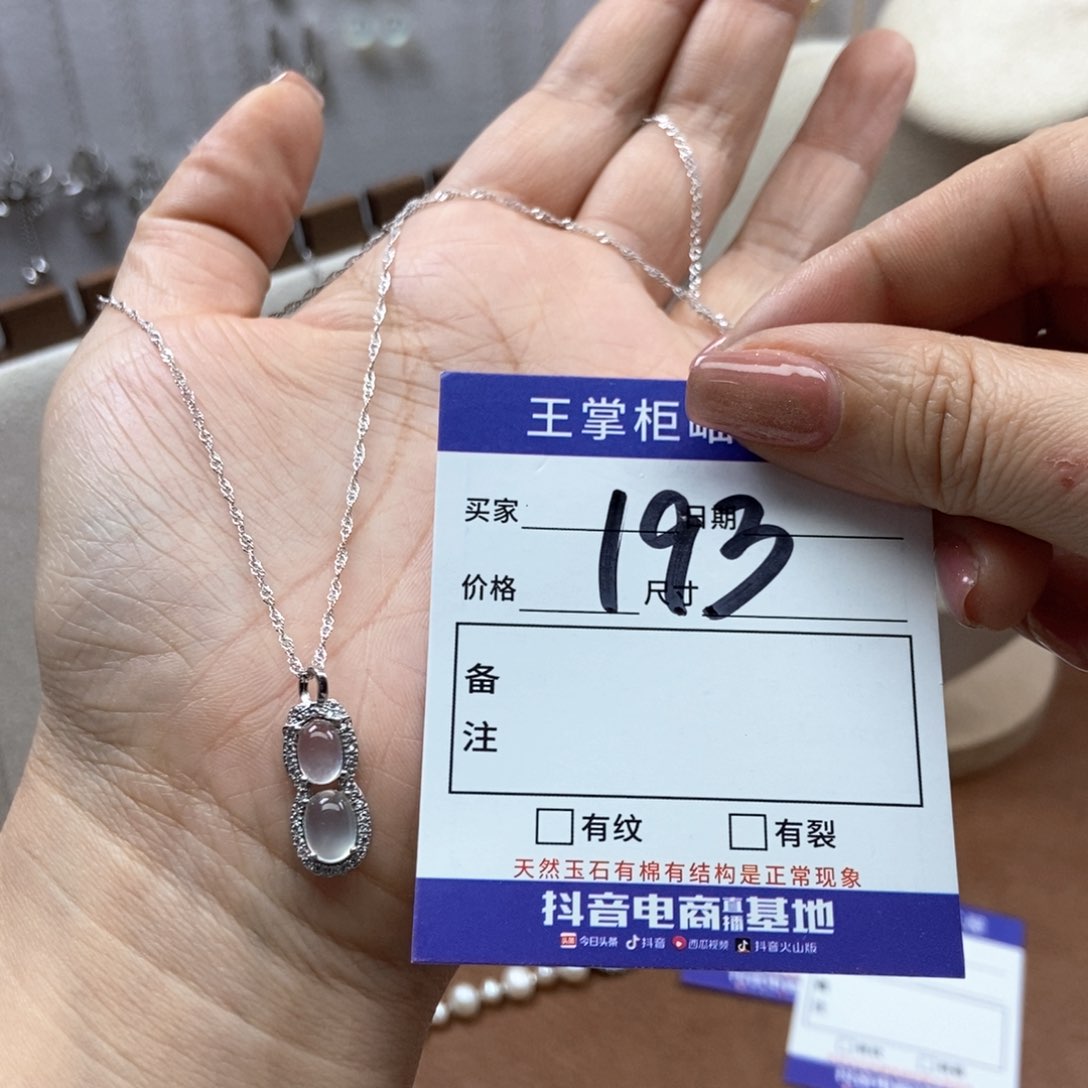 王掌柜
买家 日期
193
价格 尺寸
备
注
有纹 有裂
天然玉石有棉有结构是正常现象
抖音电商直播基地
头条 今日头条 抖音 西瓜视频 抖音火山版